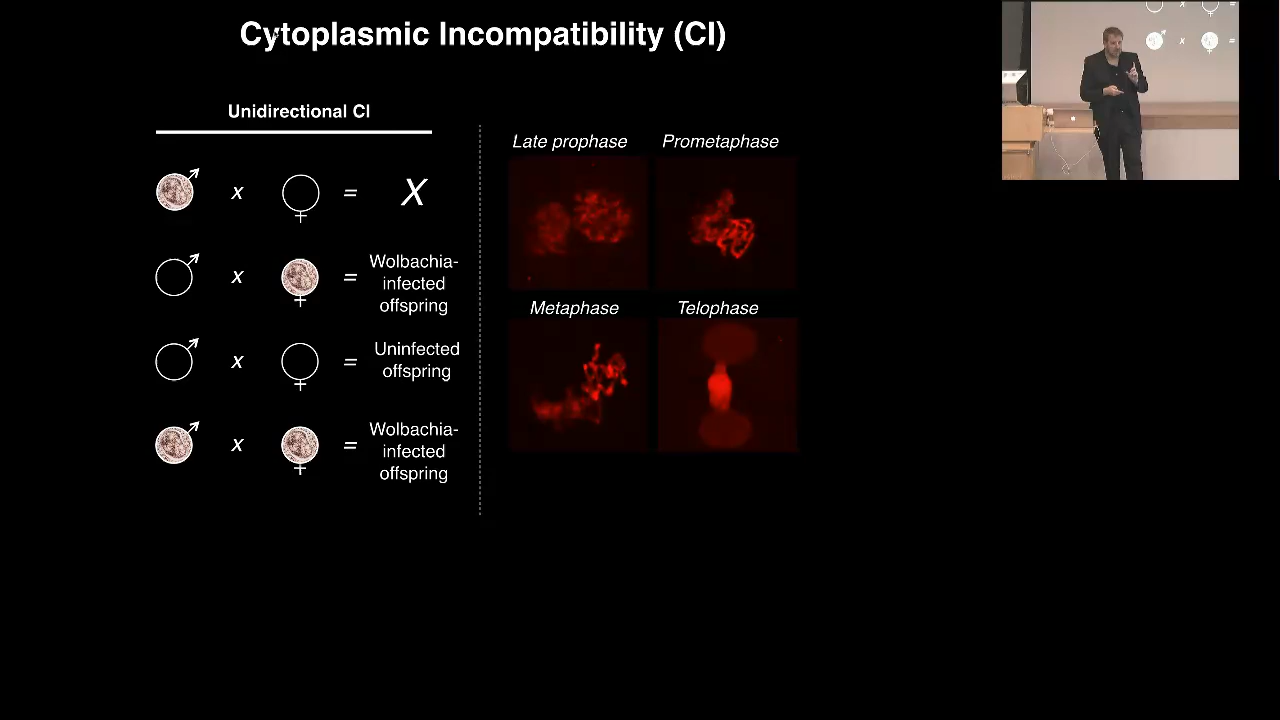 Cytoplasmic Incompatibility (CI)
Unidirectional CI
x = X
x = Wolbachia-
infected
offspring
x = Uninfected
offspring
x = Wolbachia-
infected
offspring
Late prophase
Prometaphase
Metaphase
Telophase
x =
x =